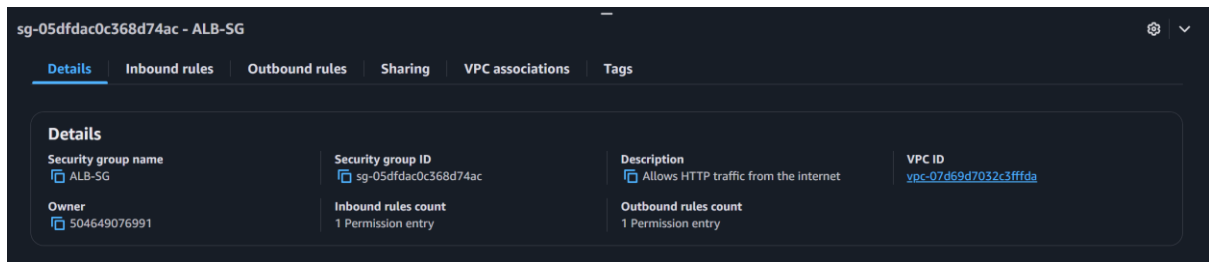 sg-05dfdac0c368d74ac - ALB-SG
Details Inbound rules Outbound rules Sharing VPC associations Tags
Details
Security group name Security group ID Description VPC ID
ALB-SG sg-05dfdac0c368d74ac Allows HTTP traffic from the internet vpc-07d69d7032c3fffda
Owner Inbound rules count Outbound rules count
504649076991 1 Permission entry 1 Permission entry